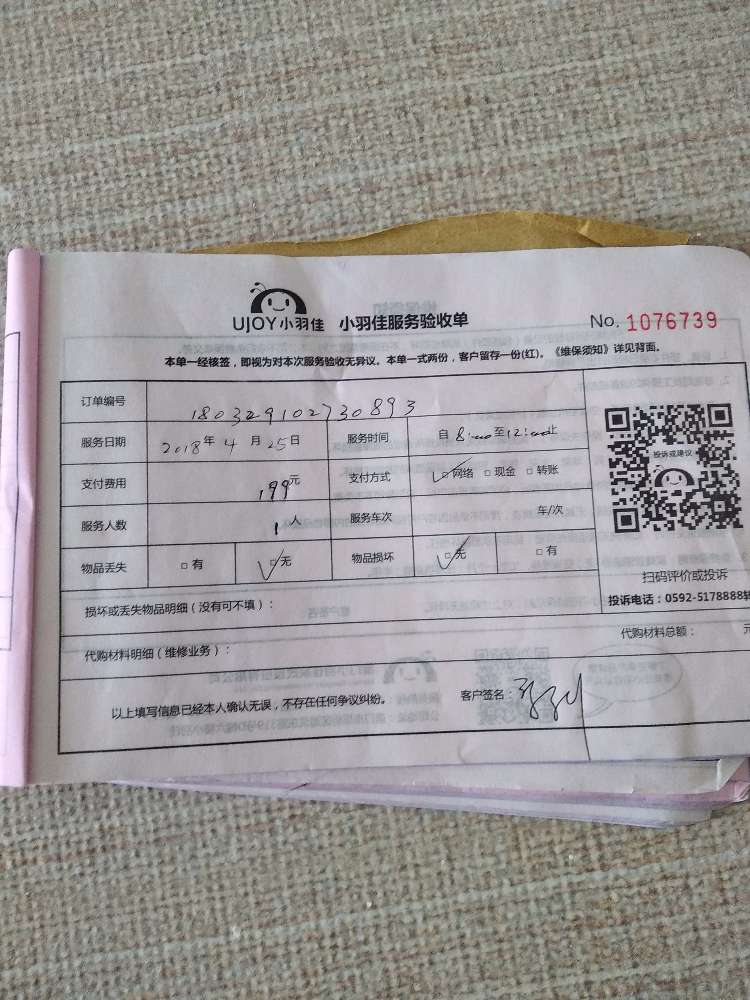 UJOY小羽佳 小羽佳服务验收单 No. 1076739
本单一经核签，即视为对本次服务验收无异议。本单一式两份，客户留存一份(红)。《维保须知》详见背面。
订单编号 180329102730893
服务日期 2018年4月25日 服务时间 自8:00至12:00止
支付费用 199元 支付方式 ☑网络 □现金 □转账
服务人数 1人 服务车次 车/次
物品丢失 □有 ☑无 物品损坏 ☑无 □有
投诉或建议
扫码评价或投诉
投诉电话：0592-5178888转
损坏或丢失物品明细（没有可不填）：
代购材料明细（维修业务）： 代购材料总额： 元
以上填写信息已经本人确认无误，不存在任何争议纠纷。 客户签名：